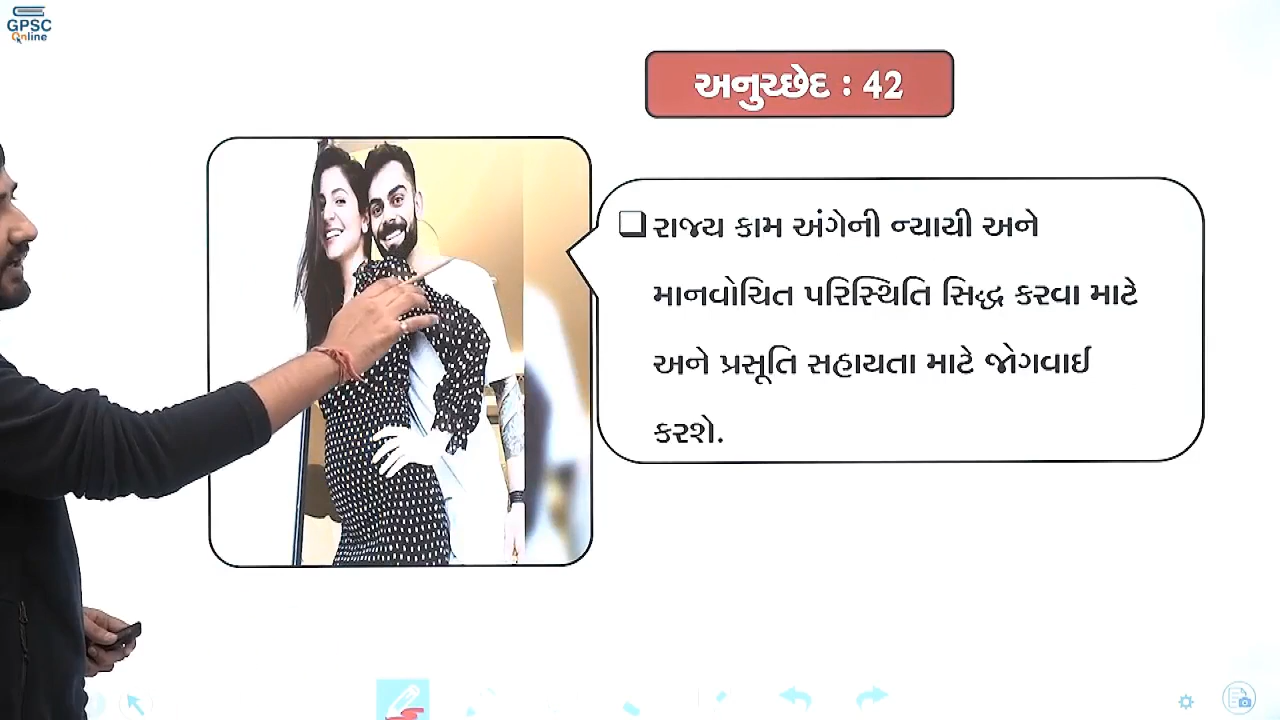 GPSC
Online
અનુચ્છેદ : 42
રાજ્ય કામ અંગેની ન્યાયી અને
માનવોચિત પરિસ્થિતિ સિદ્ધ કરવા માટે
અને પ્રસૂતિ સહાયતા માટે જોગવાઈ
કરશે.